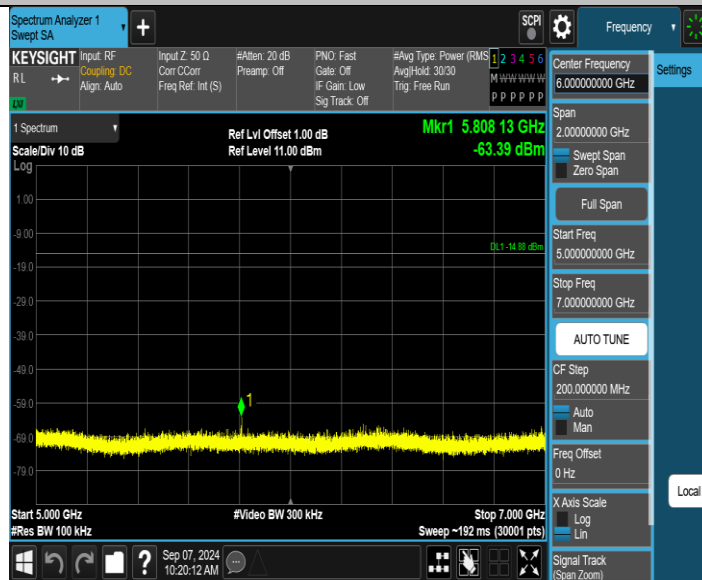 Spectrum Analyzer 1
Swept SA
SCPI
Frequency
KEYSIGHT
RL
LXI
Input: RF
Coupling: DC
Align: Auto
Input Z: 50 Ω
Corr CCorr
Freq Ref: Int (S)
#Atten: 20 dB
Preamp: Off
PNO: Fast
Gate: Off
IF Gain: Low
Sig Track: Off
#Avg Type: Power (RMS
Avg|Hold: 30/30
Trig: Free Run
1 2 3 4 5 6
M W W W W W
P P P P P P
Center Frequency
6.000000000 GHz
Settings
1 Spectrum
Scale/Div 10 dB
Ref Lvl Offset 1.00 dB
Ref Level 11.00 dBm
Mkr1 5.808 13 GHz
-63.39 dBm
Span
2.00000000 GHz
Swept Span
Zero Span
Full Span
Start Freq
5.000000000 GHz
Stop Freq
7.000000000 GHz
AUTO TUNE
CF Step
200.000000 MHz
Auto
Man
Freq Offset
0 Hz
X Axis Scale
Log
Lin
Signal Track
(Span Zoom)
Local
Log
1.00
-9.00
DL1 -14.88 dBm
-19.0
-29.0
-39.0
-49.0
-59.0
1
-69.0
-79.0
Start 5.000 GHz
#Res BW 100 kHz
#Video BW 300 kHz
Stop 7.000 GHz
Sweep ~192 ms (30001 pts)
?
Sep 07, 2024
10:20:12 AM